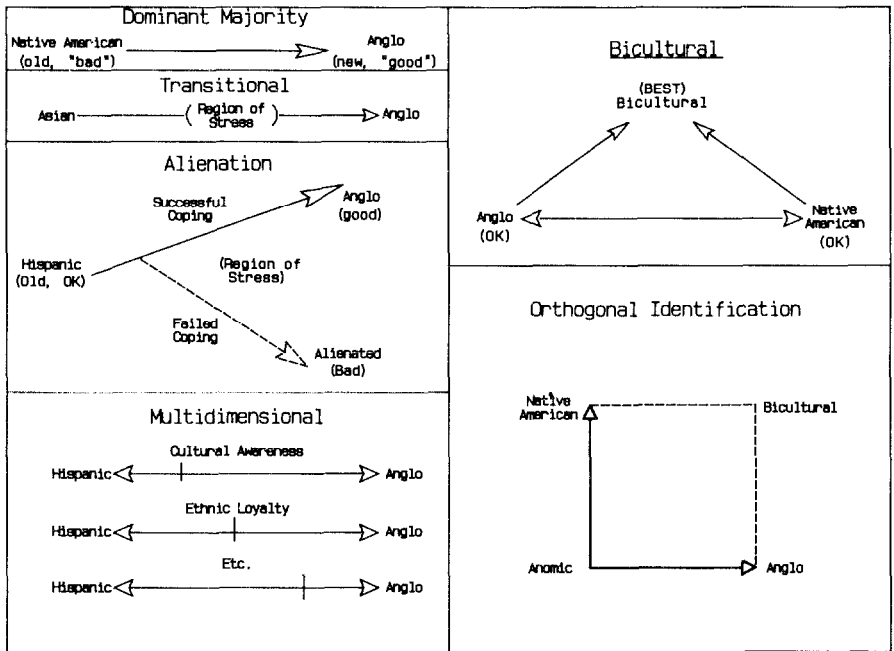 Dominant Majority
Native American
(old, "bad")
Anglo
(new, "good")
Transitional
Asian
(Region of
Stress)
Anglo
Alienation
Successful
Coping
Anglo
(good)
Hispanic
(Old, OK)
(Region of
Stress)
Failed
Coping
Alienated
(Bad)
Multidimensional
Cultural Awareness
Hispanic
Anglo
Ethnic Loyalty
Hispanic
Anglo
Etc.
Hispanic
Anglo
Bicultural
(BEST)
Bicultural
Anglo
(OK)
Native
American
(OK)
Orthogonal Identification
Native
American
Bicultural
Anomic
Anglo